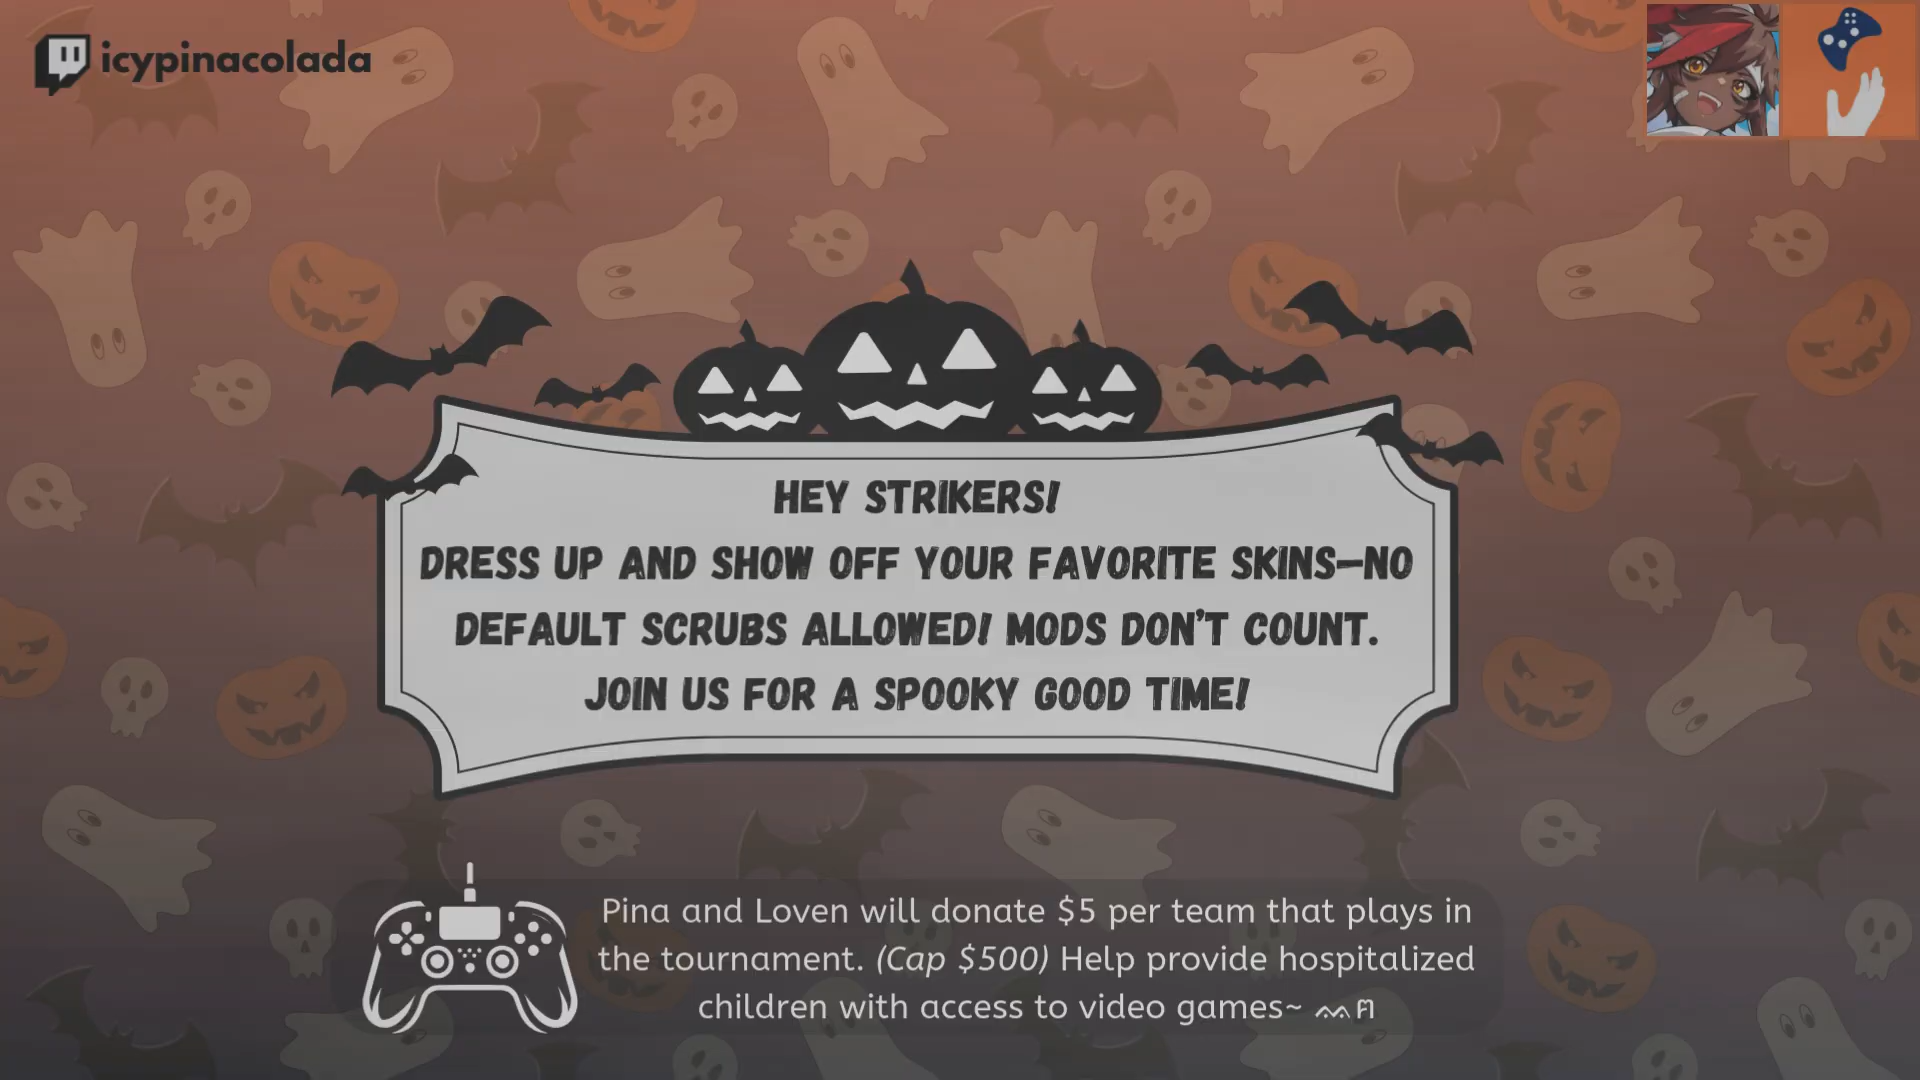 icypinacolada
HEY STRIKERS!
DRESS UP AND SHOW OFF YOUR FAVORITE SKINS—NO
DEFAULT SCRUBS ALLOWED! MODS DON'T COUNT.
JOIN US FOR A SPOOKY GOOD TIME!
Pina and Loven will donate $5 per team that plays in
the tournament. (Cap $500) Help provide hospitalized
children with access to video games~